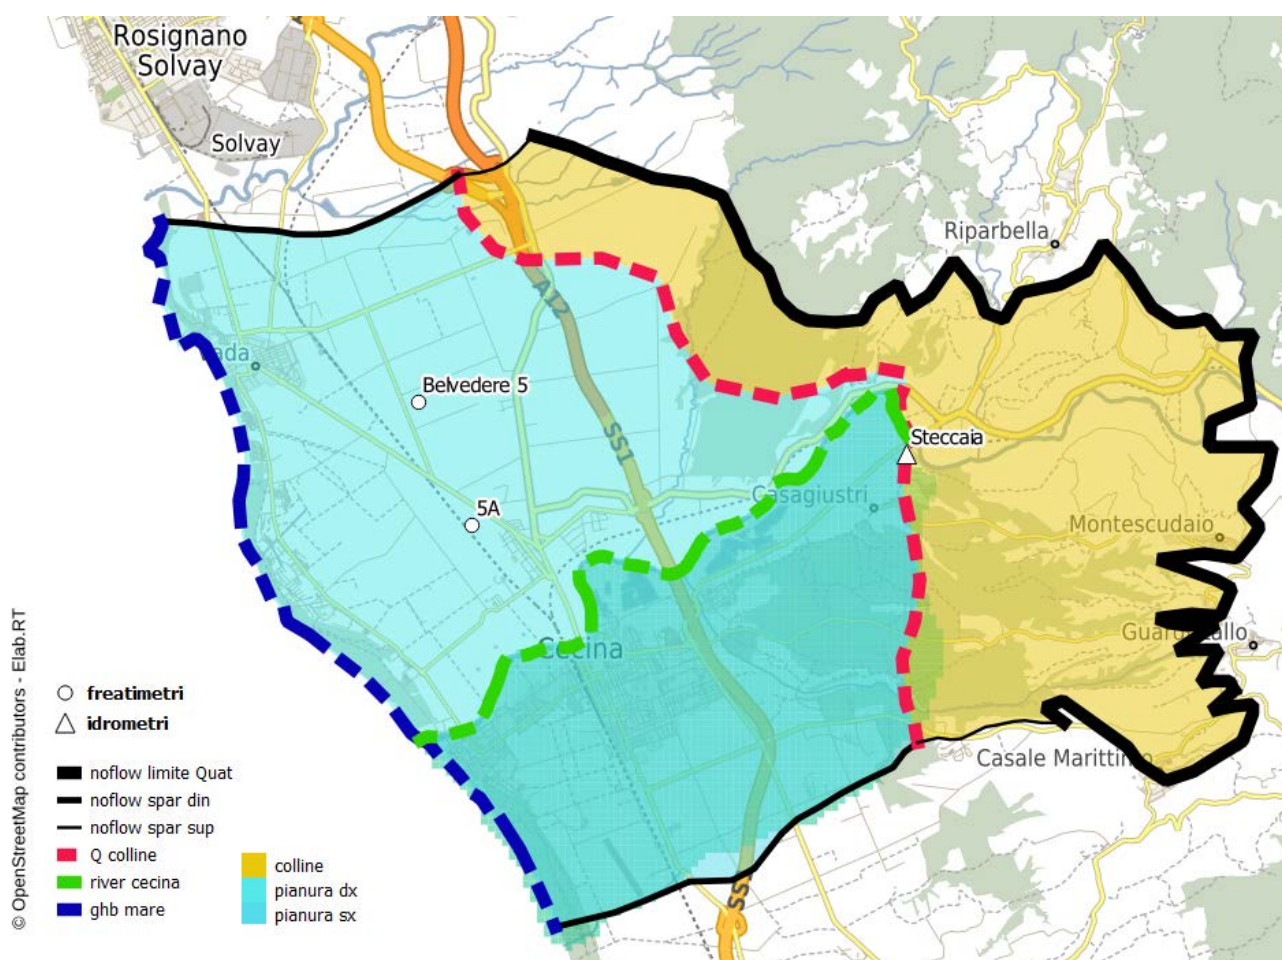 Rosignano
Solvay
Solvay
Riparbella
A12
Vada
Belvedere 5
SS1
Steccaia
5A
Casagiustri
Montescudaio
Cecina
Casale Marittimo
SS1
© OpenStreetMap contributors - Elab.RT
freatimetri
idrometri
noflow limite Quat
noflow spar din
noflow spar sup
Q colline
river cecina
ghb mare
colline
pianura dx
pianura sx